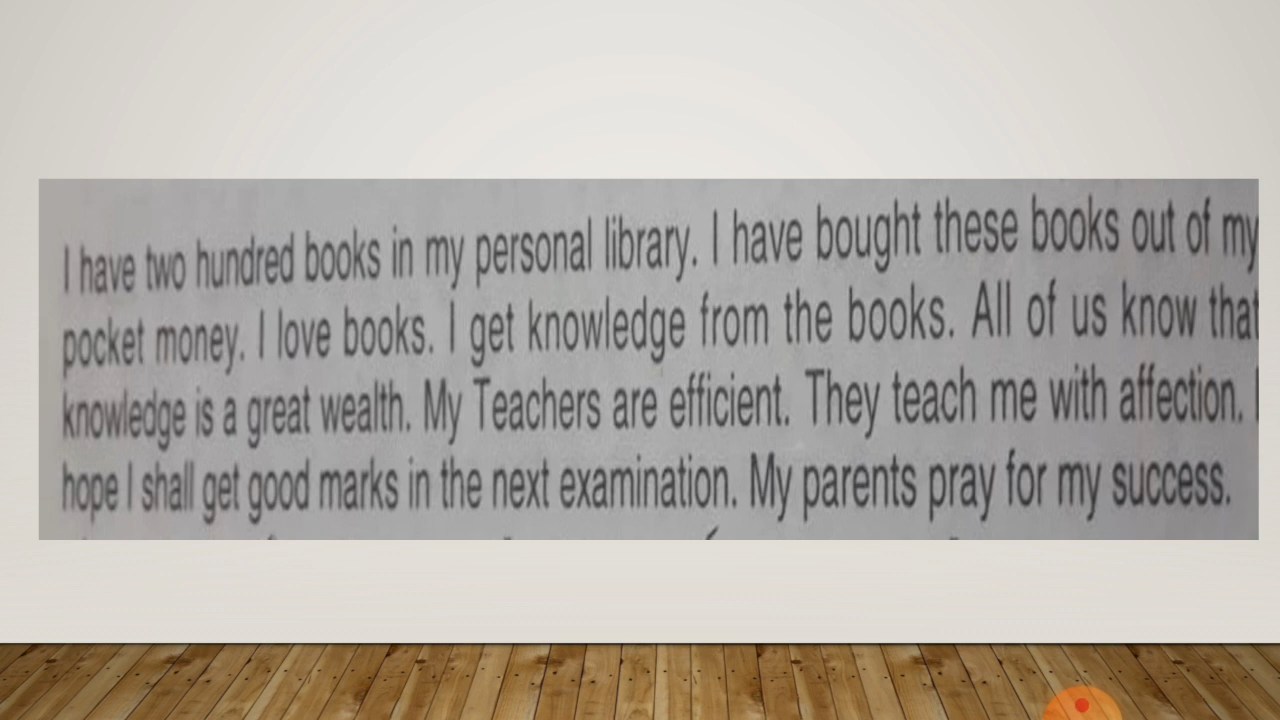 I have two hundred books in my personal library. I have bought these books out of my
pocket money. I love books. I get knowledge from the books. All of us know that
knowledge is a great wealth. My Teachers are efficient. They teach me with affection. I
hope I shall get good marks in the next examination. My parents pray for my success.